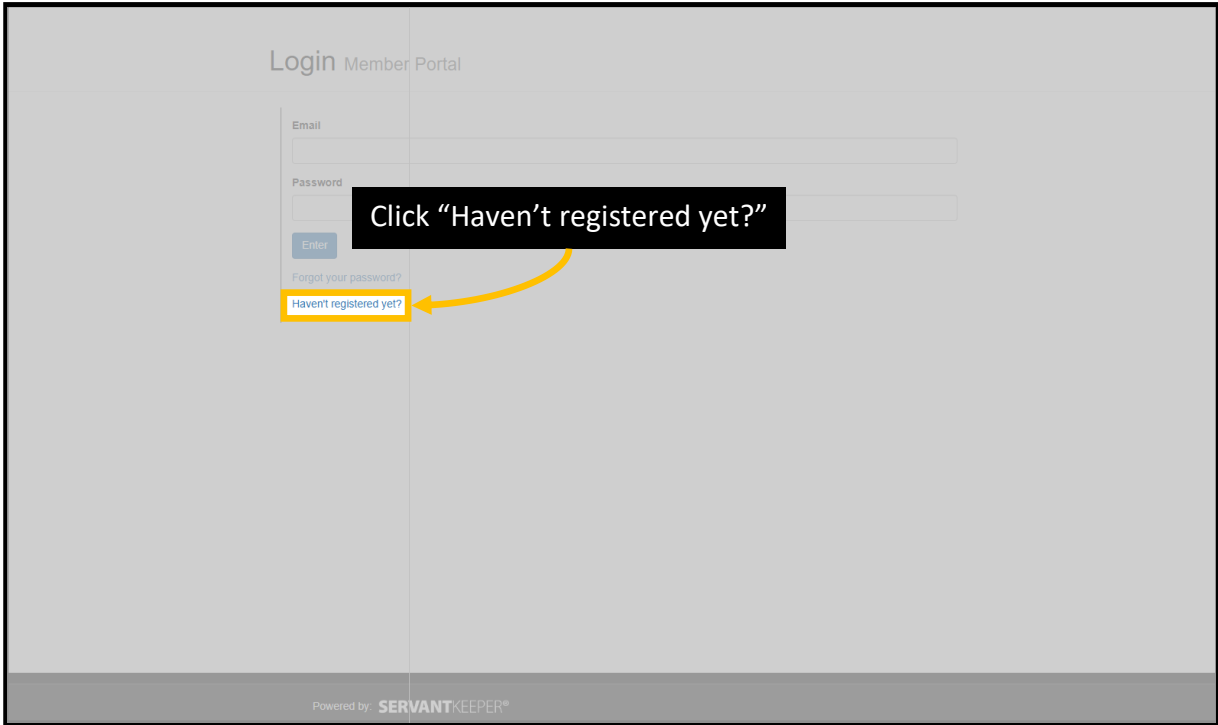 Login Member Portal
Email
Password
Click “Haven’t registered yet?”
Enter
Forgot your password?
Haven't registered yet?
Powered by: SERVANTKEEPER®